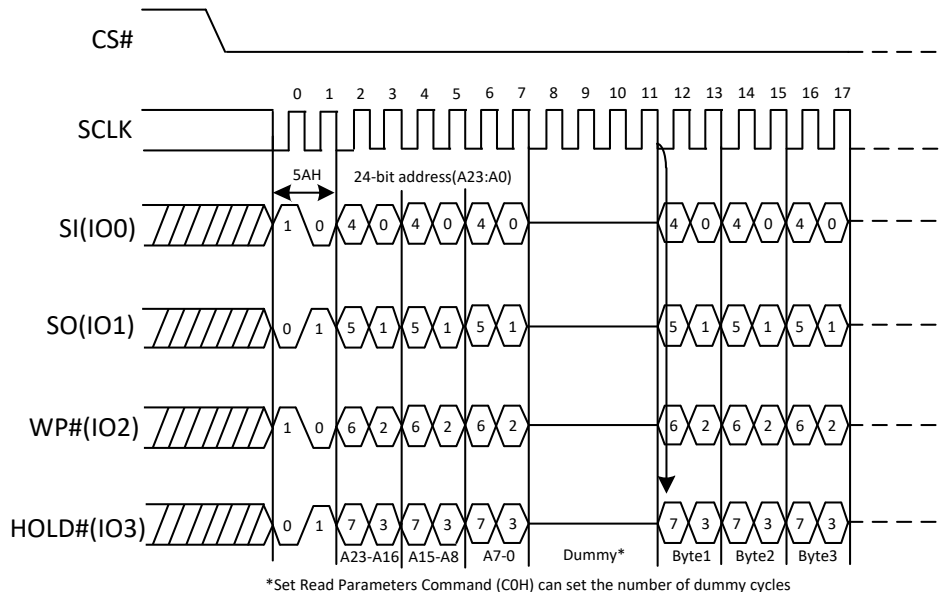 CS#
0 1 2 3 4 5 6 7 8 9 10 11 12 13 14 15 16 17
SCLK
5AH 24-bit address(A23:A0)
SI(IO0) 1 0 4 0 4 0 4 0 4 0 4 0 4 0
SO(IO1) 0 1 5 1 5 1 5 1 5 1 5 1 5 1
WP#(IO2) 1 0 6 2 6 2 6 2 6 2 6 2 6 2
HOLD#(IO3) 0 1 7 3 7 3 7 3 7 3 7 3 7 3
A23-A16 A15-A8 A7-0 Dummy* Byte1 Byte2 Byte3
*Set Read Parameters Command (C0H) can set the number of dummy cycles